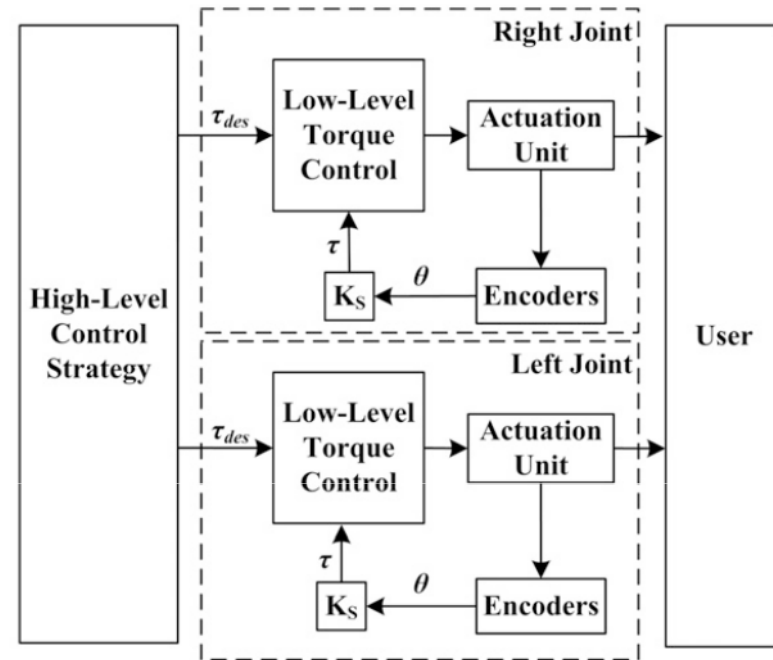 Right Joint
Low-Level
Torque
Control
Actuation
Unit
τdes
τ
θ
KS
Encoders
High-Level
Control
Strategy
User
Left Joint
Low-Level
Torque
Control
Actuation
Unit
τdes
τ
θ
KS
Encoders